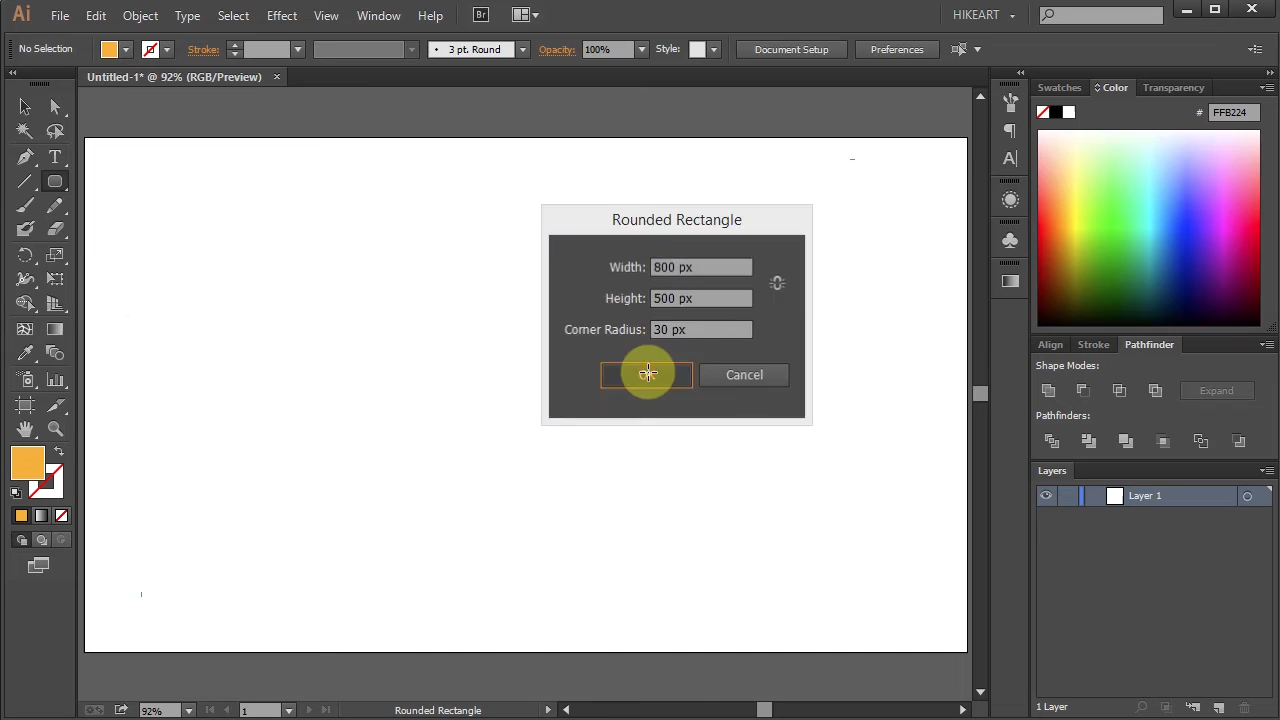 Ai File Edit Object Type Select Effect View Window Help Br HIKEART
No Selection Stroke: 3 pt. Round Opacity: 100% Style: Document Setup Preferences
Untitled-1* @ 92% (RGB/Preview)
Swatches Color Transparency
# FFB224
Rounded Rectangle
Width: 800 px
Height: 500 px
Corner Radius: 30 px
Cancel
Align Stroke Pathfinder
Shape Modes:
Expand
Pathfinders:
Layers
Layer 1
92% 1 Rounded Rectangle
1 Layer